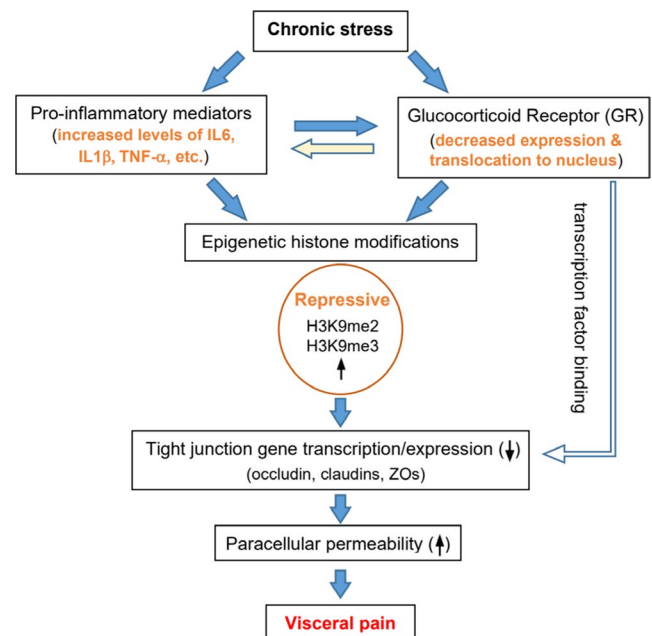 Chronic stress
Pro-inflammatory mediators
(increased levels of IL6,
IL1β, TNF-α, etc.)
Glucocorticoid Receptor (GR)
(decreased expression &
translocation to nucleus)
Epigenetic histone modifications
Repressive
H3K9me2
H3K9me3
transcription factor binding
Tight junction gene transcription/expression (↓)
(occludin, claudins, ZOs)
Paracellular permeability (↑)
Visceral pain